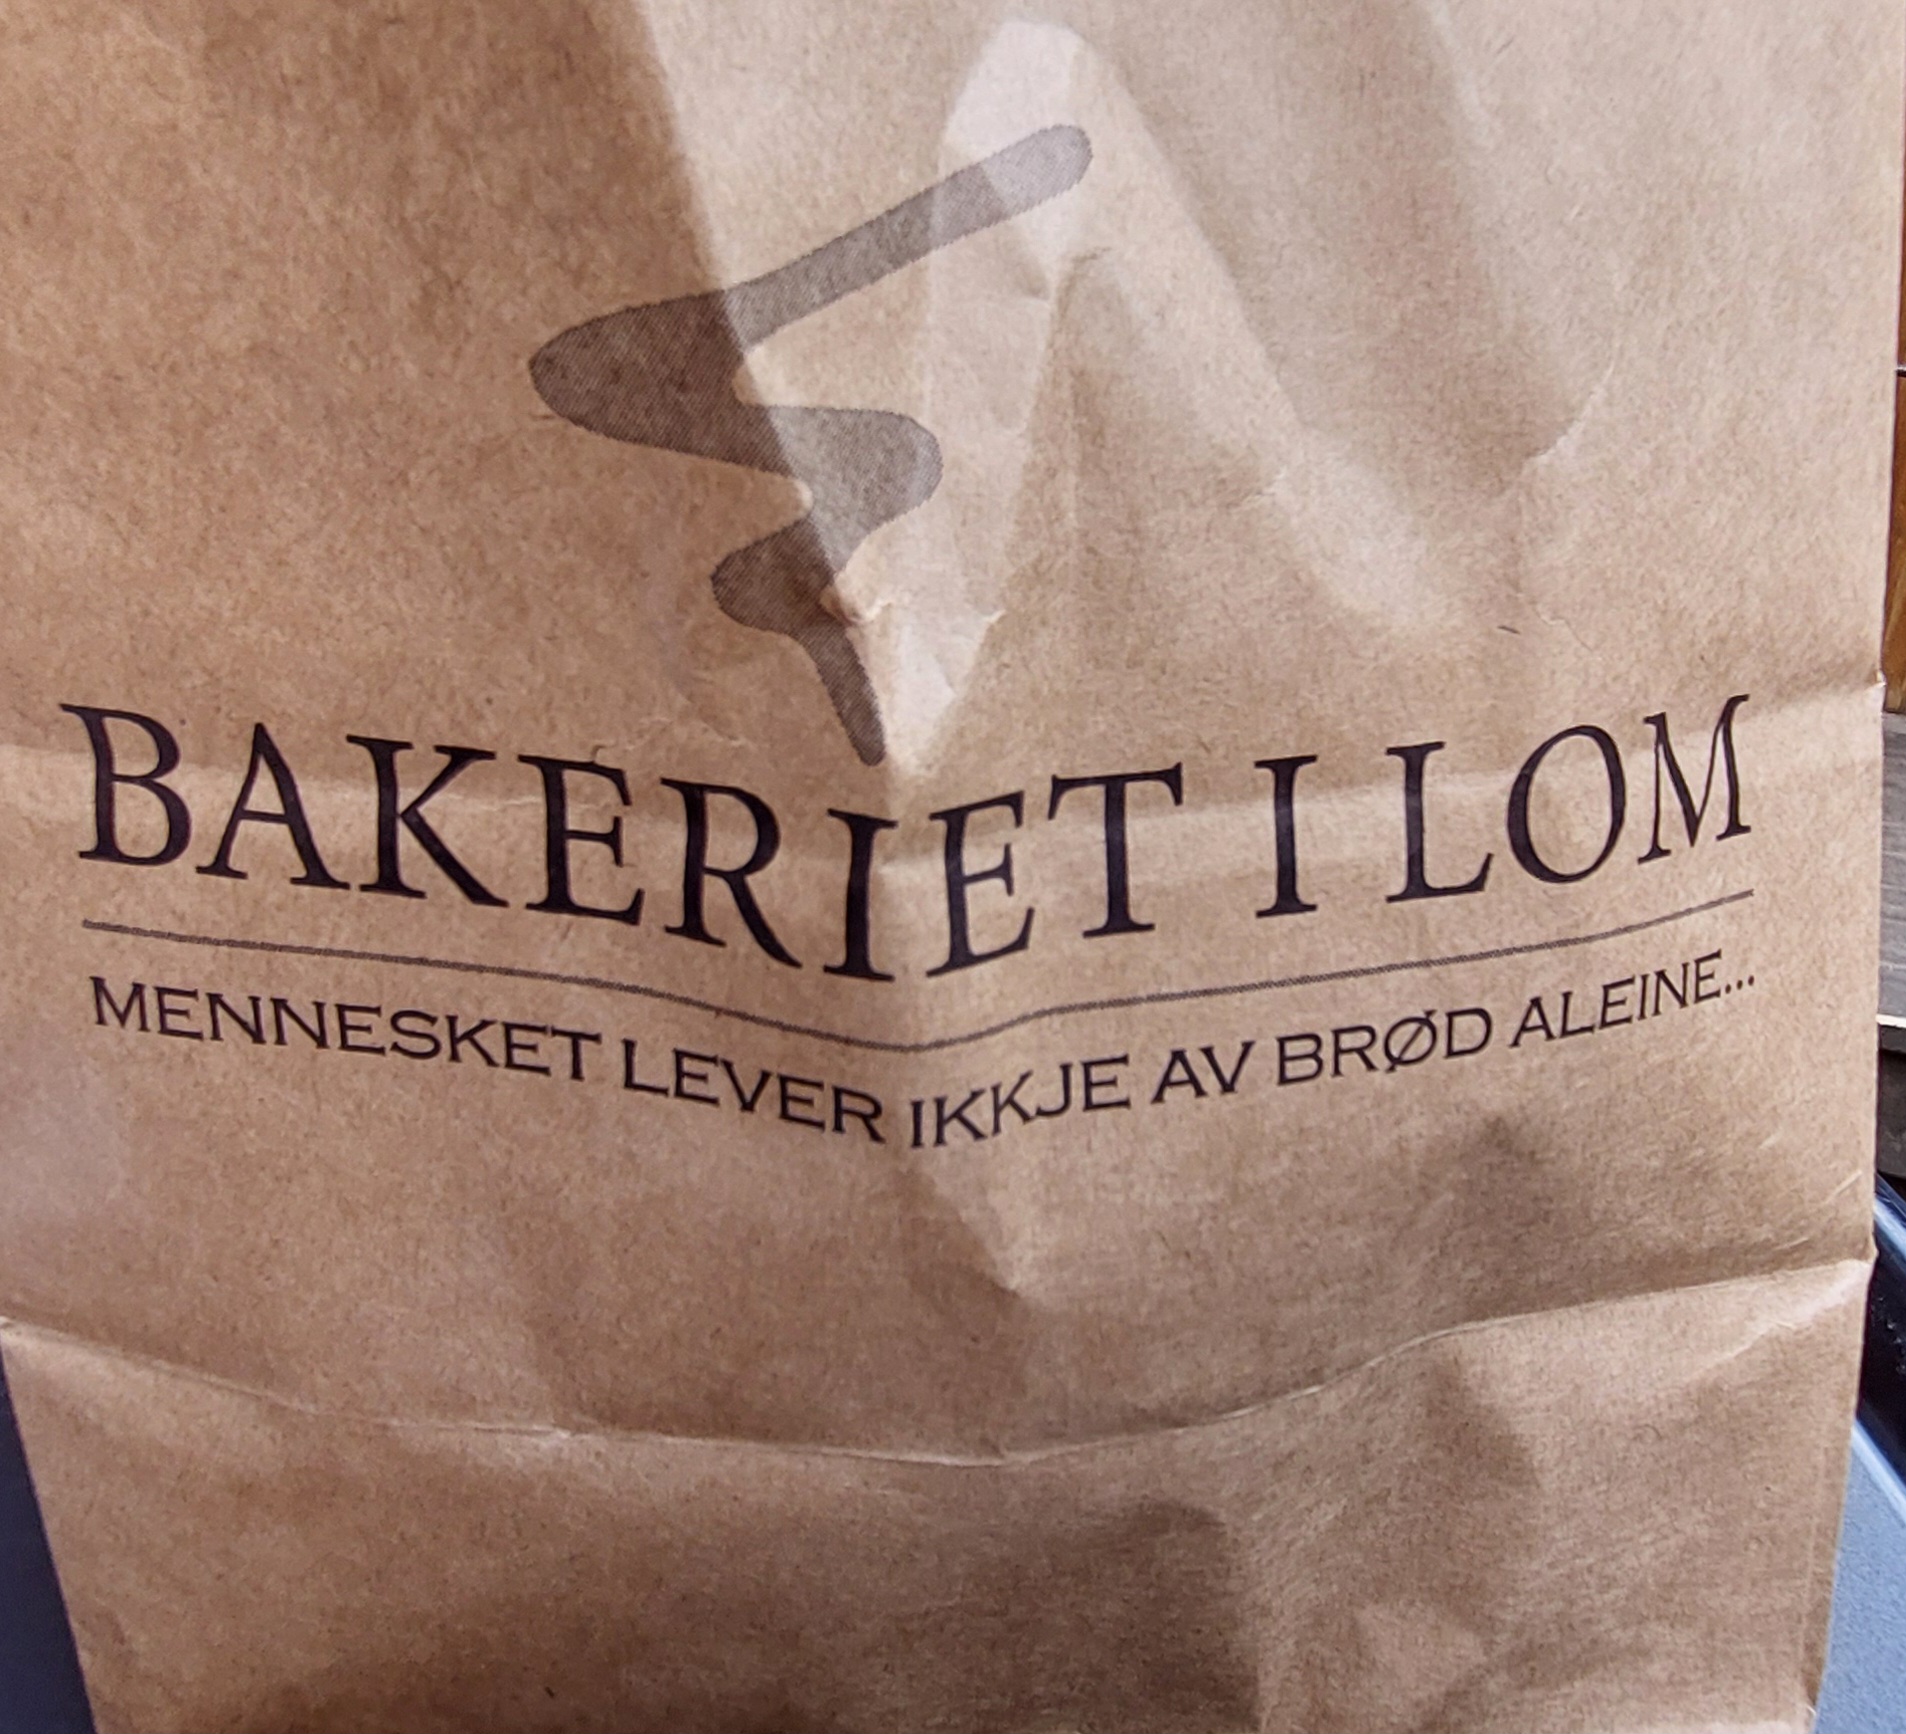 BAKERIET I LOM
MENNESKET LEVER IKKJE AV BRØD ALEINE...